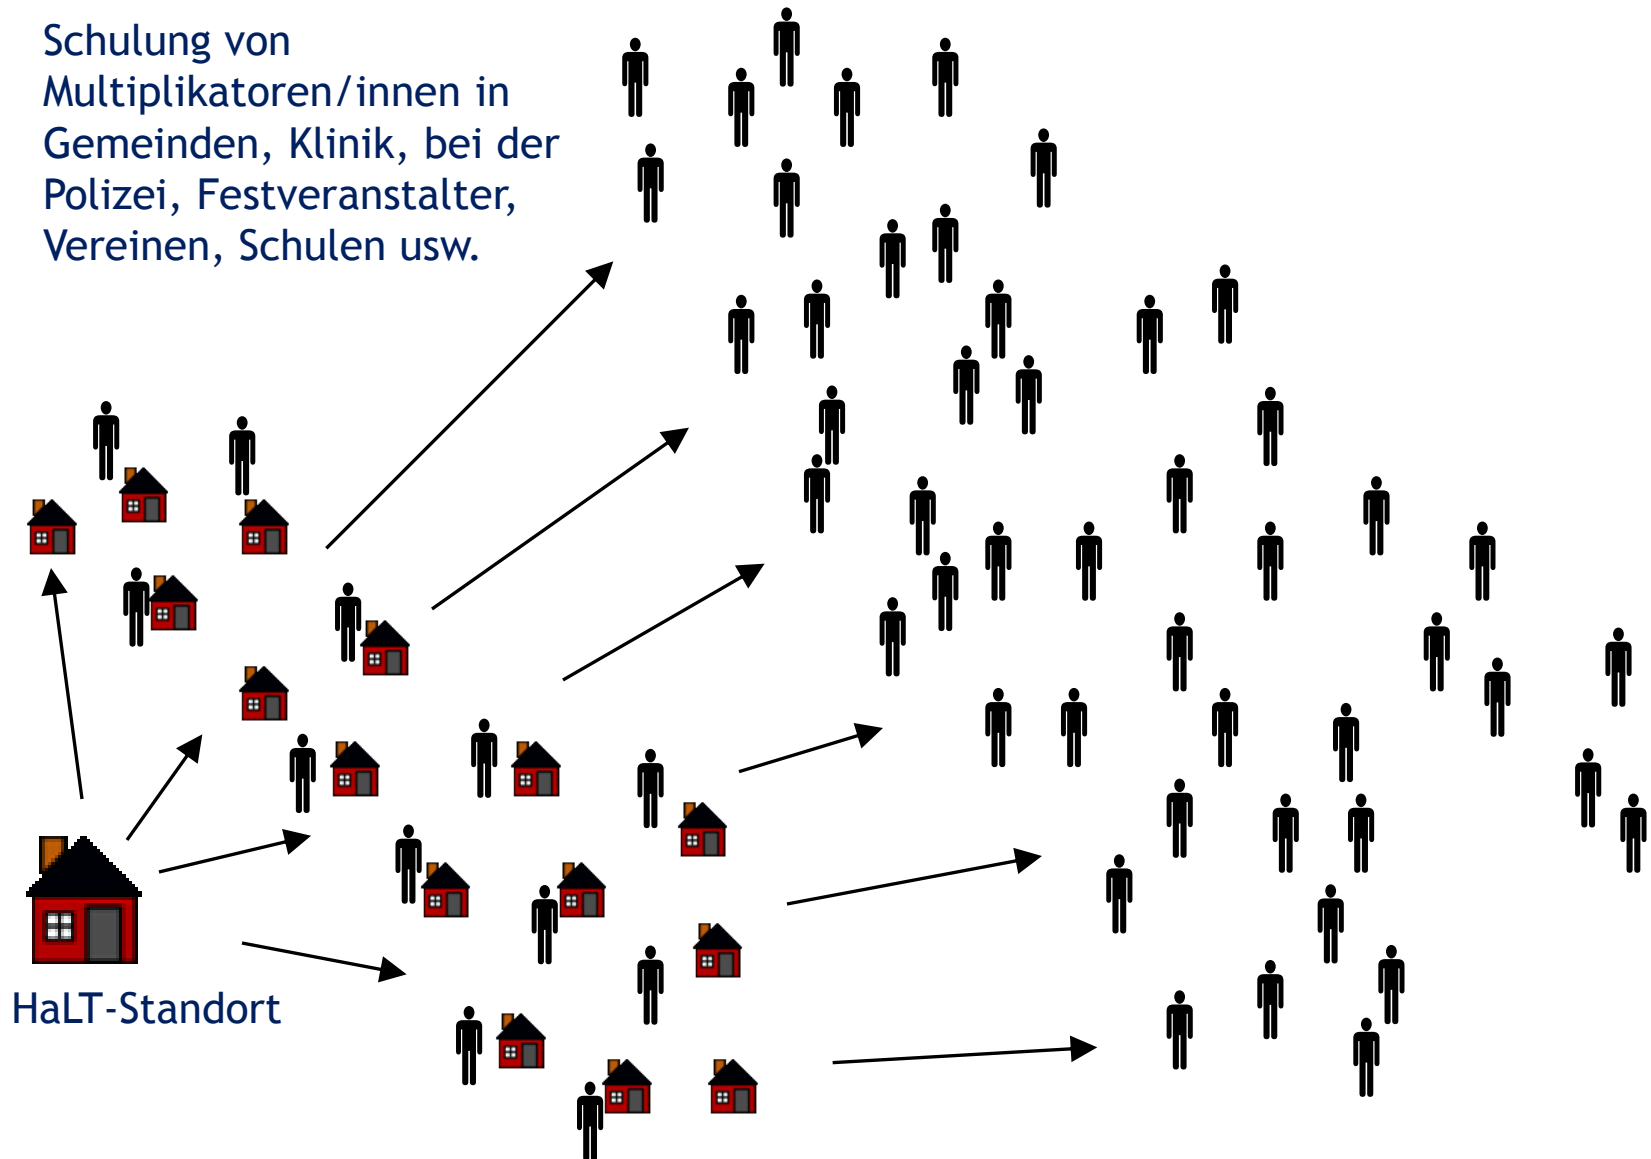 Schulung von
Multiplikatoren/innen in
Gemeinden, Klinik, bei der
Polizei, Festveranstalter,
Vereinen, Schulen usw.
HaLT-Standort